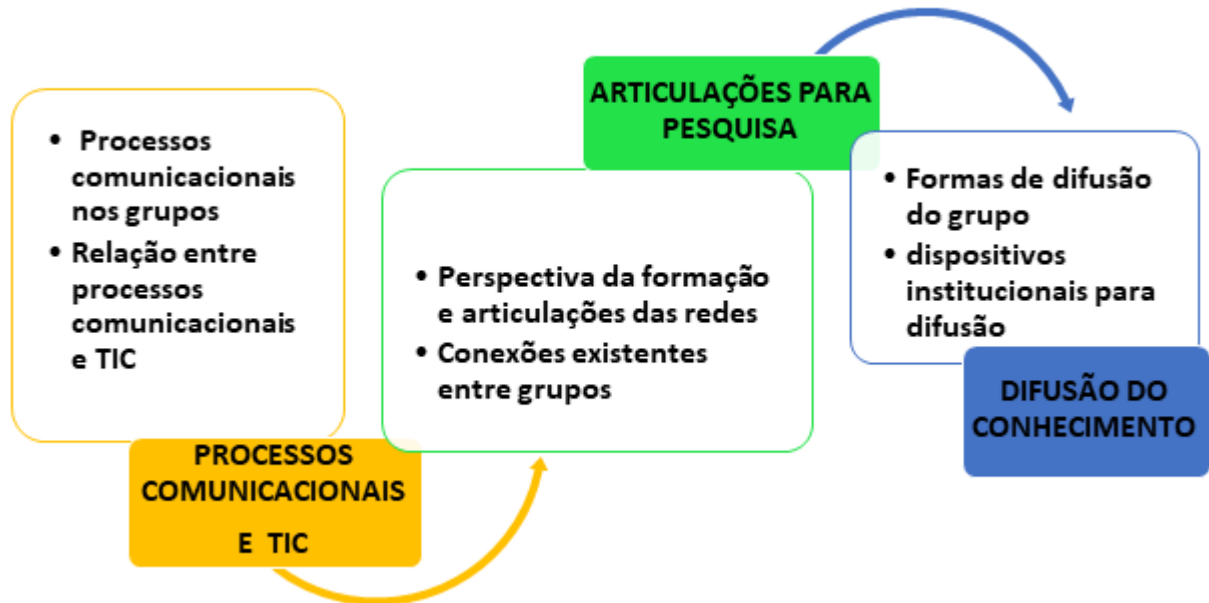 • Processos
comunicacionais
nos grupos
• Relação entre
processos
comunicacionais
e TIC
PROCESSOS
COMUNICACIONAIS
E TIC
• Perspectiva da formação
e articulações das redes
• Conexões existentes
entre grupos
ARTICULAÇÕES PARA
PESQUISA
• Formas de difusão
do grupo
• dispositivos
institucionais para
difusão
DIFUSÃO DO
CONHECIMENTO